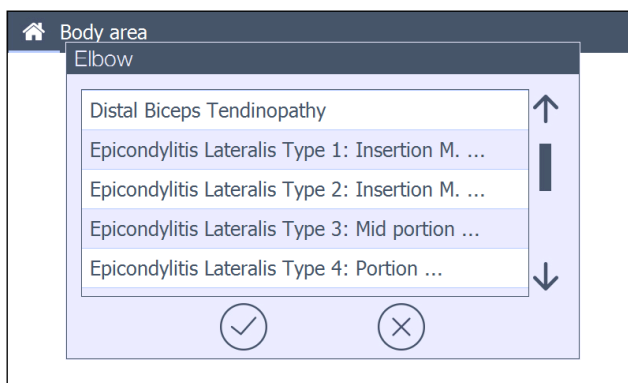 Body area
Elbow
Distal Biceps Tendinopathy
Epicondylitis Lateralis Type 1: Insertion M. ...
Epicondylitis Lateralis Type 2: Insertion M. ...
Epicondylitis Lateralis Type 3: Mid portion ...
Epicondylitis Lateralis Type 4: Portion ...